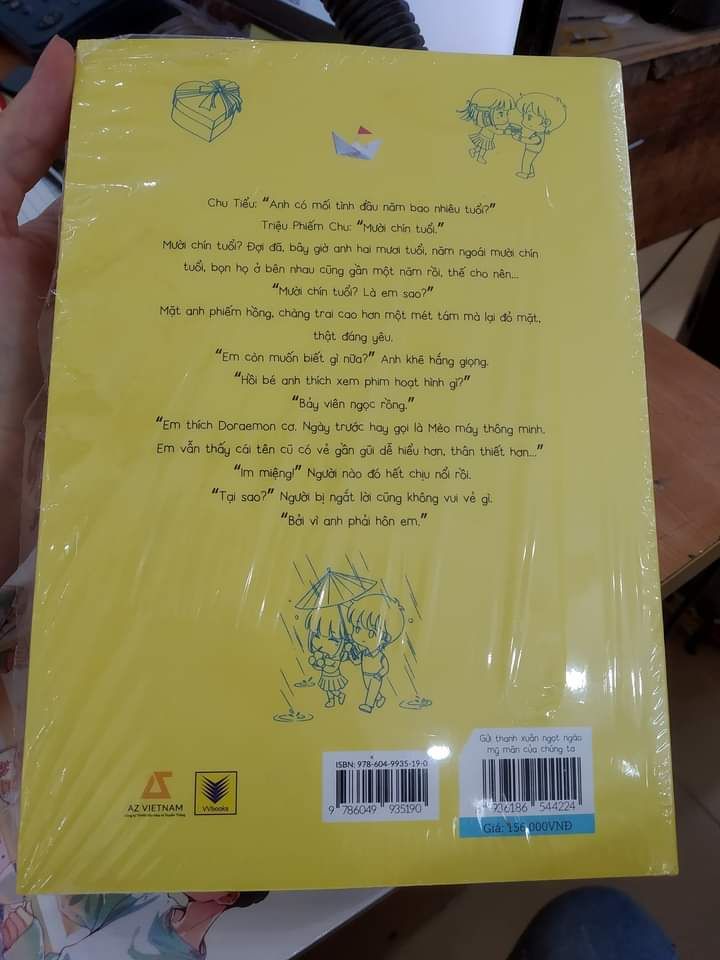 Chu Tiểu: “Anh có mối tình đầu năm bao nhiêu tuổi?”
Triệu Phiếm Chu: “Mười chín tuổi.”
Mười chín tuổi? Đợi đã, bây giờ anh hai mươi tuổi, năm ngoái mười chín
tuổi, bọn họ ở bên nhau cũng gần một năm rồi, thế cho nên...
“Mười chín tuổi? Là em sao?”
Mặt anh phiếm hồng, chàng trai cao hơn một mét tám mà lại đỏ mặt,
thật đáng yêu.
“Em còn muốn biết gì nữa?” Anh khẽ hắng giọng.
“Hồi bé anh thích xem phim hoạt hình gì?”
“Bảy viên ngọc rồng.”
“Em thích Doraemon cơ. Ngày trước hay gọi là Mèo máy thông minh.
Em vẫn thấy cái tên cũ có vẻ gần gũi dễ hiểu hơn, thân thiết hơn...”
“Im miệng!” Người nào đó hết chịu nổi rồi.
“Tại sao?” Người bị ngắt lời cũng không vui vẻ gì.
“Bởi vì anh phải hôn em.”
AZ VIETNAM
VVbooks
ISBN: 978-604-9935-19-0
9 786049 935190
Gửi thanh xuân ngọt ngào
mỹ mãn của chúng ta
936186 544224
Giá: 156.000VNĐ